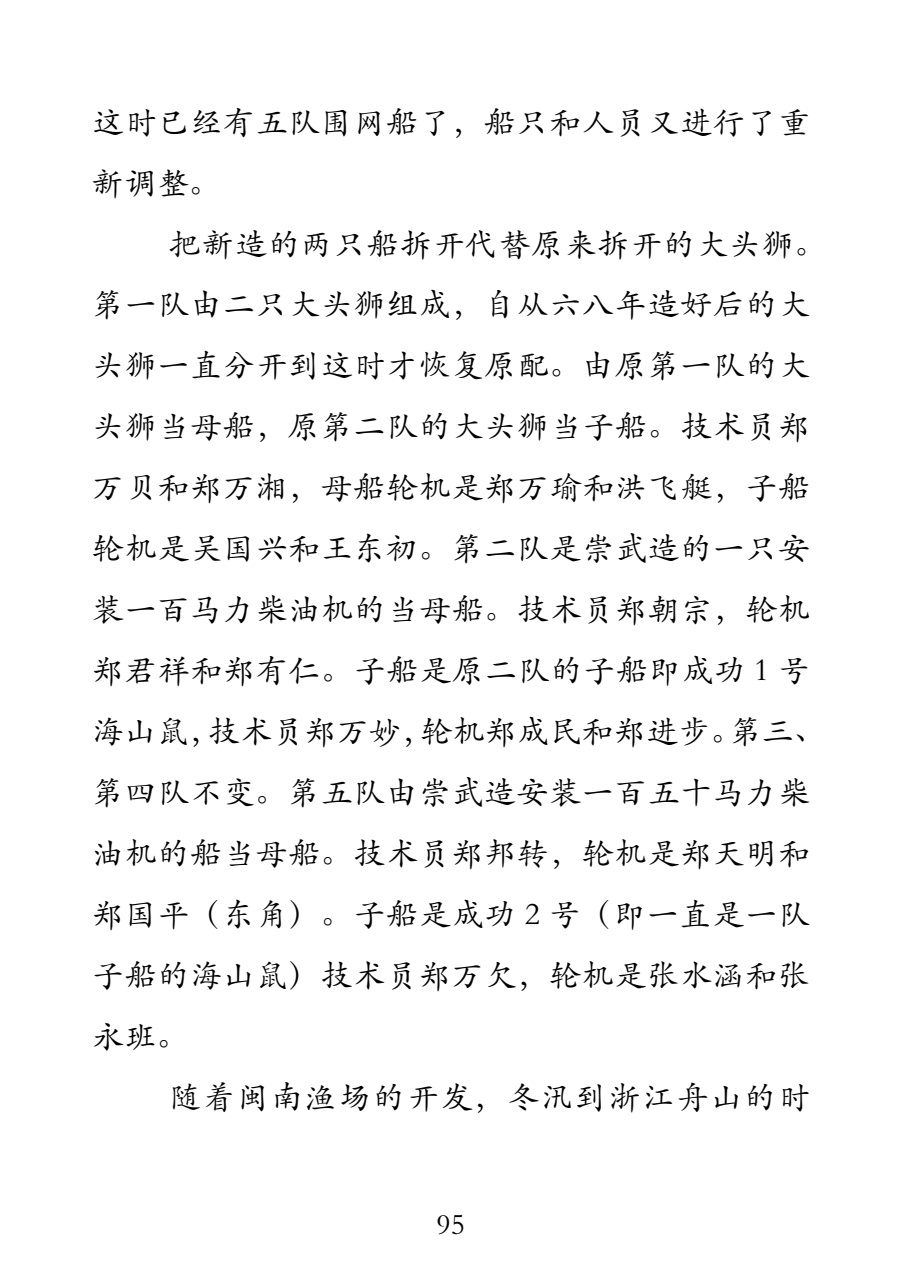 这时已经有五队围网船了，船只和人员又进行了重
新调整。
把新造的两只船拆开代替原来拆开的大头狮。
第一队由二只大头狮组成，自从六八年造好后的大
头狮一直分开到这时才恢复原配。由原第一队的大
头狮当母船，原第二队的大头狮当子船。技术员郑
万贝和郑万湘，母船轮机是郑万瑜和洪飞艇，子船
轮机是吴国兴和王东初。第二队是崇武造的一只安
装一百马力柴油机的当母船。技术员郑朝宗，轮机
郑君祥和郑有仁。子船是原二队的子船即成功 1 号
海山鼠，技术员郑万妙，轮机郑成民和郑进步。第三、
第四队不变。第五队由崇武造安装一百五十马力柴
油机的船当母船。技术员郑邦转，轮机是郑天明和
郑国平（东角）。子船是成功 2 号（即一直是一队
子船的海山鼠）技术员郑万欠，轮机是张水涵和张
永班。
随着闽南渔场的开发，冬汛到浙江舟山的时
95